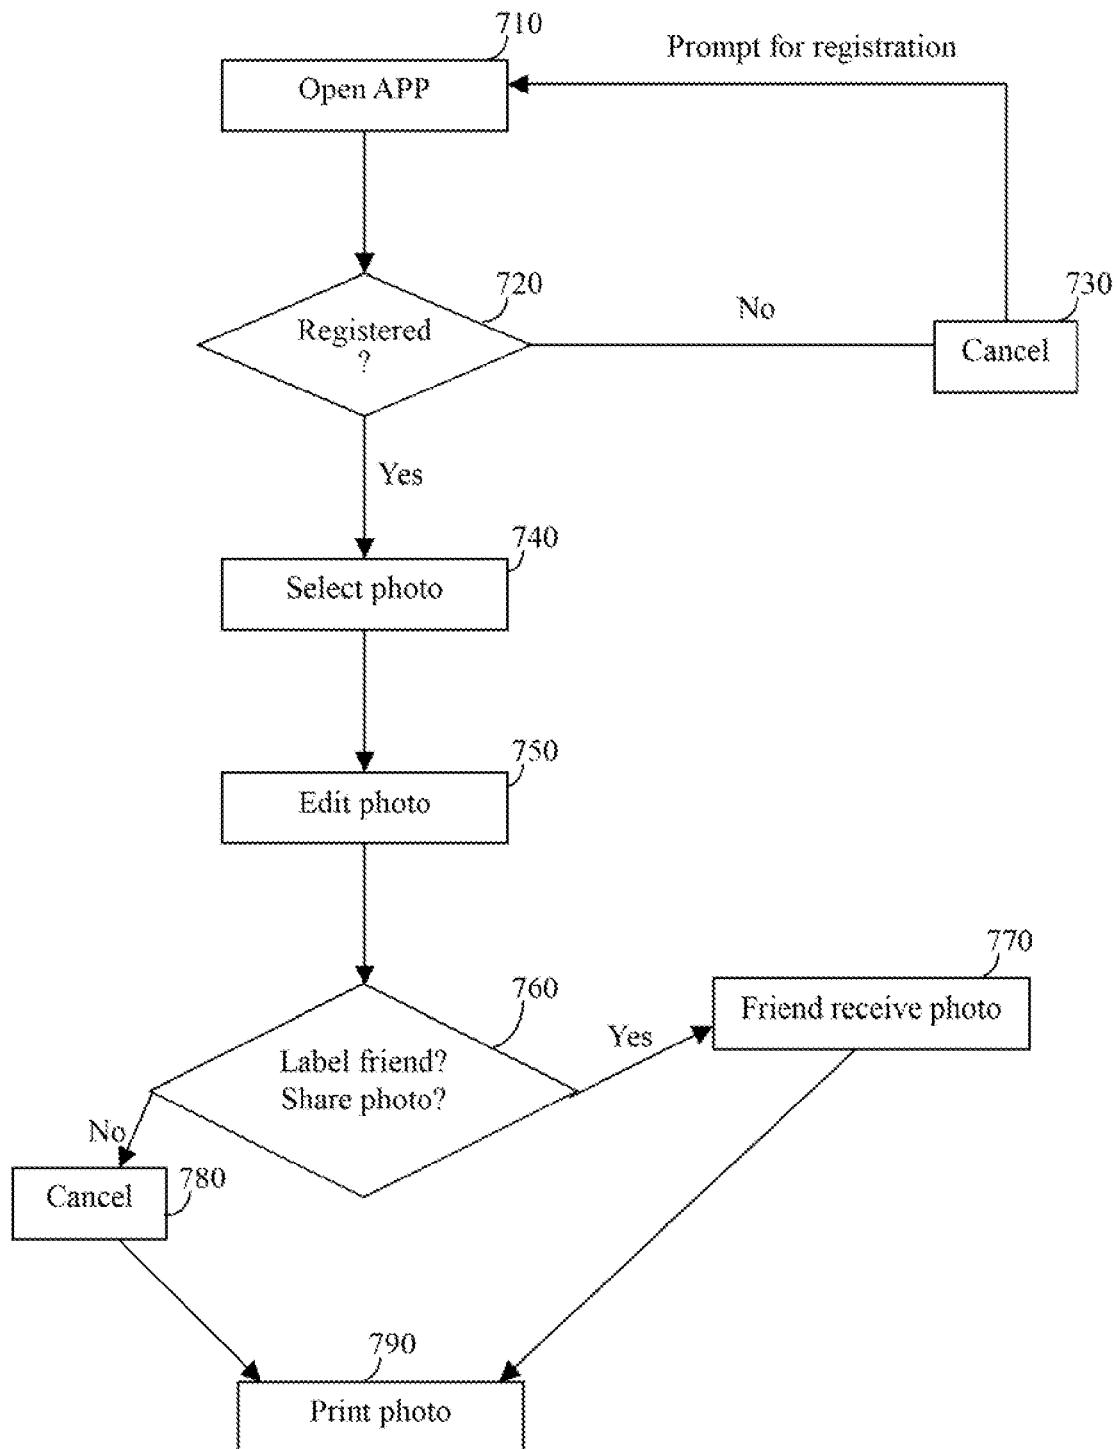 710
Prompt for registration
Open APP
720
730
Registered
?
No
Cancel
Yes
740
Select photo
750
Edit photo
760
770
Friend receive photo
Yes
Label friend?
Share photo?
No
Cancel
780
790
Print photo